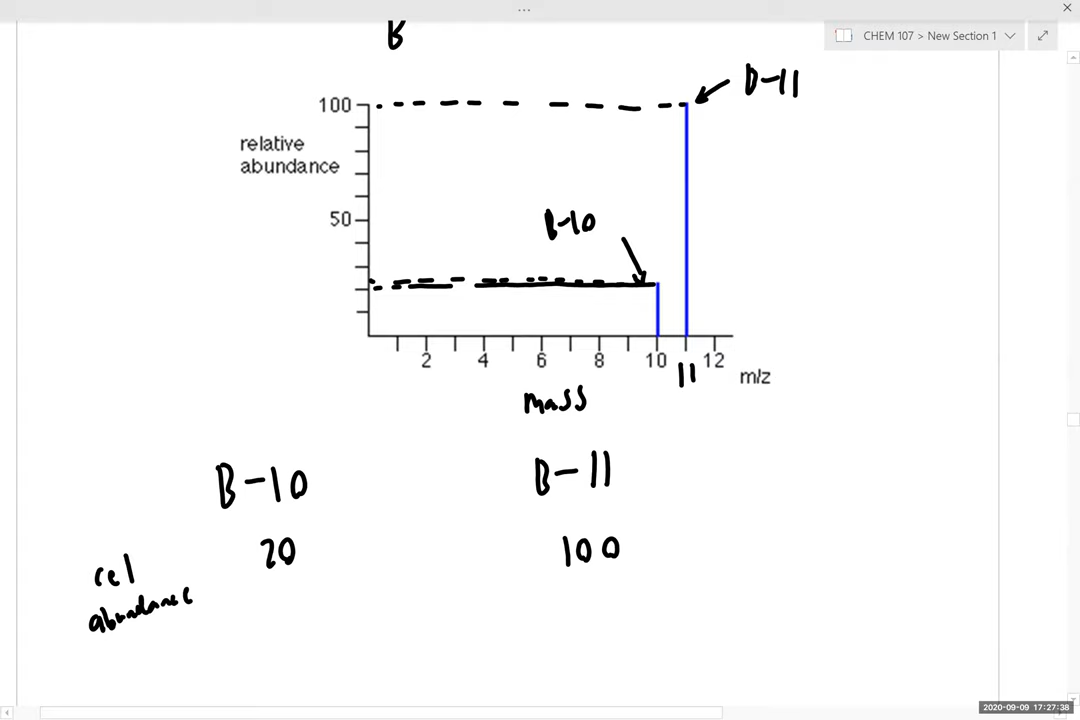 ...
CHEM 107 > New Section 1
B
B-11
100
relative
abundance
B-10
50
2 4 6 8 10 12
11
m/z
mass
B-10 B-11
20 100
rel
abundance
2020-09-09 17:27:38